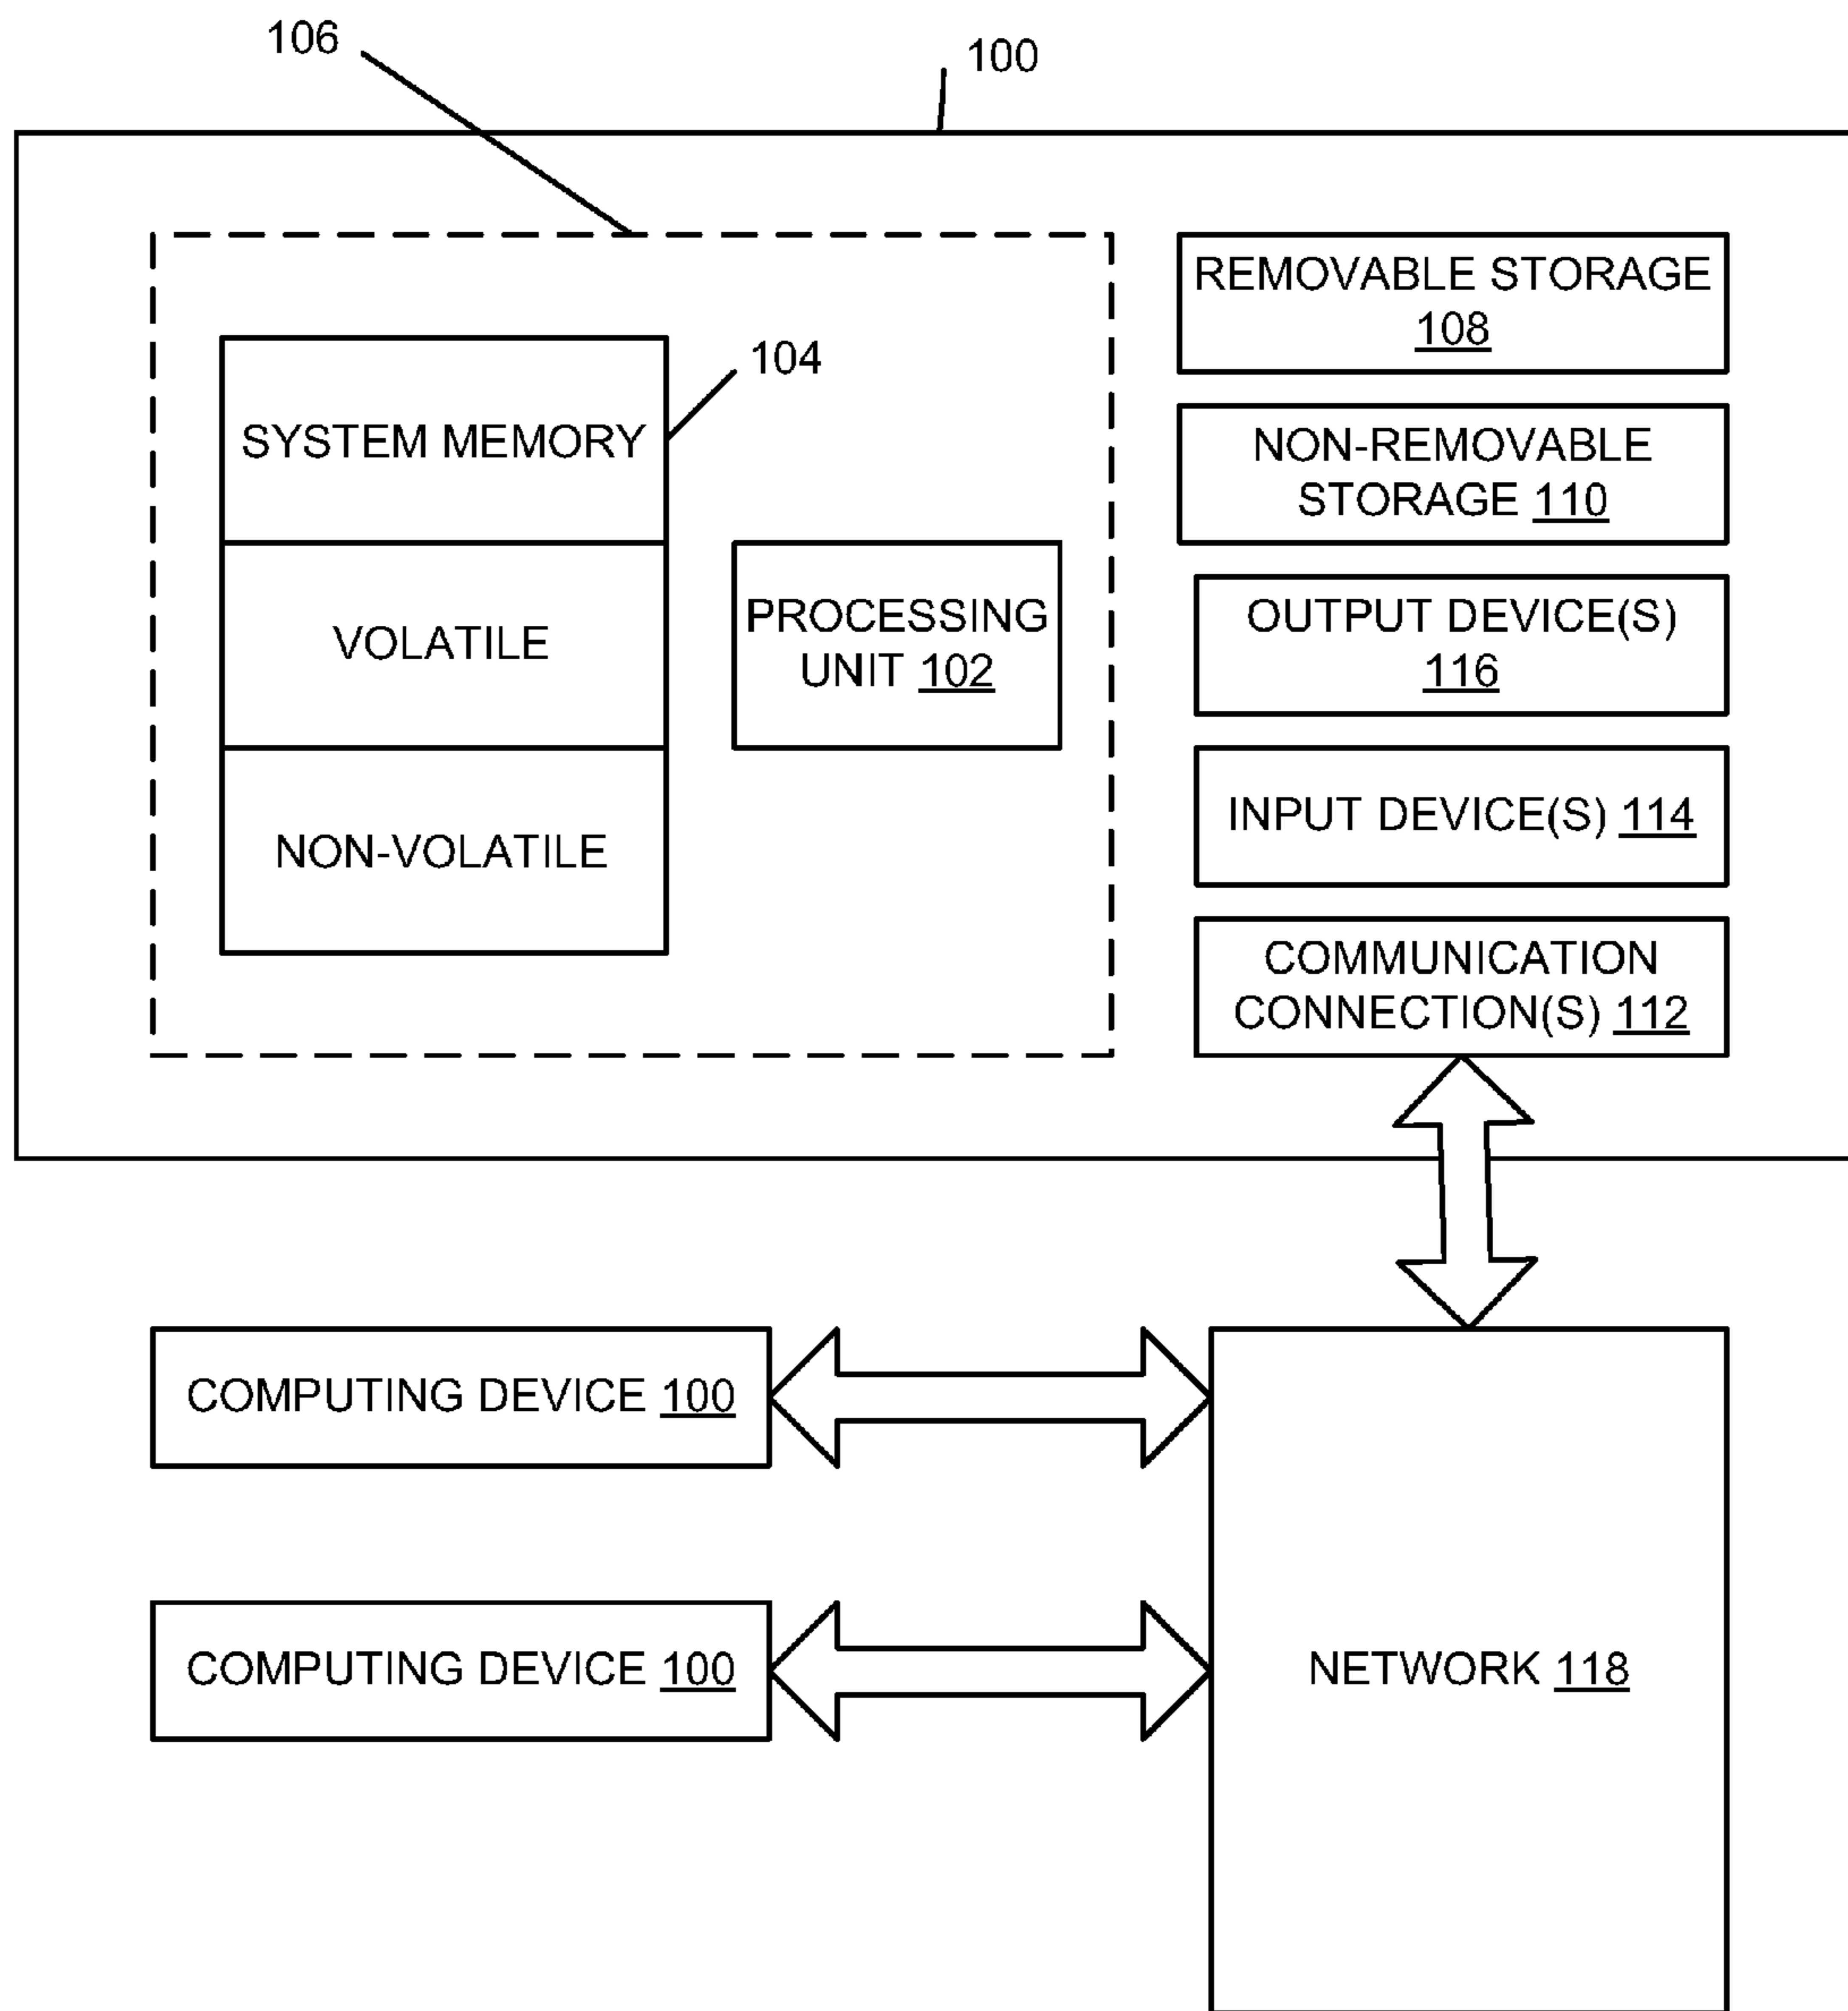 106
100
REMOVABLE STORAGE
108
104
SYSTEM MEMORY
NON-REMOVABLE
STORAGE 110
VOLATILE
PROCESSING
UNIT 102
OUTPUT DEVICE(S)
116
NON-VOLATILE
INPUT DEVICE(S) 114
COMMUNICATION
CONNECTION(S) 112
COMPUTING DEVICE 100
COMPUTING DEVICE 100
NETWORK 118